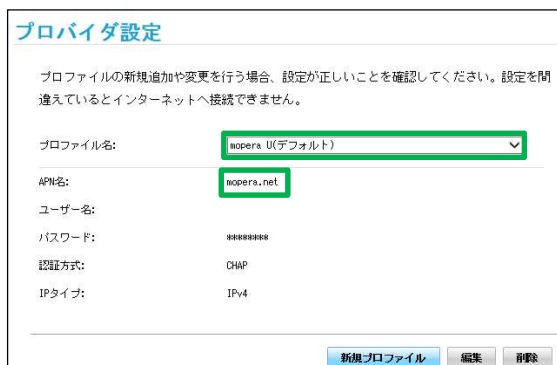 プロバイダ設定
プロファイルの新規追加や変更を行う場合、設定が正しいことを確認してください。設定を間
違えているとインターネットへ接続できません。
プロファイル名: mopera U(デフォルト)
APN名: mopera.net
ユーザー名:
パスワード: ********
認証方式: CHAP
IPタイプ: IPv4
新規プロファイル 編集 削除